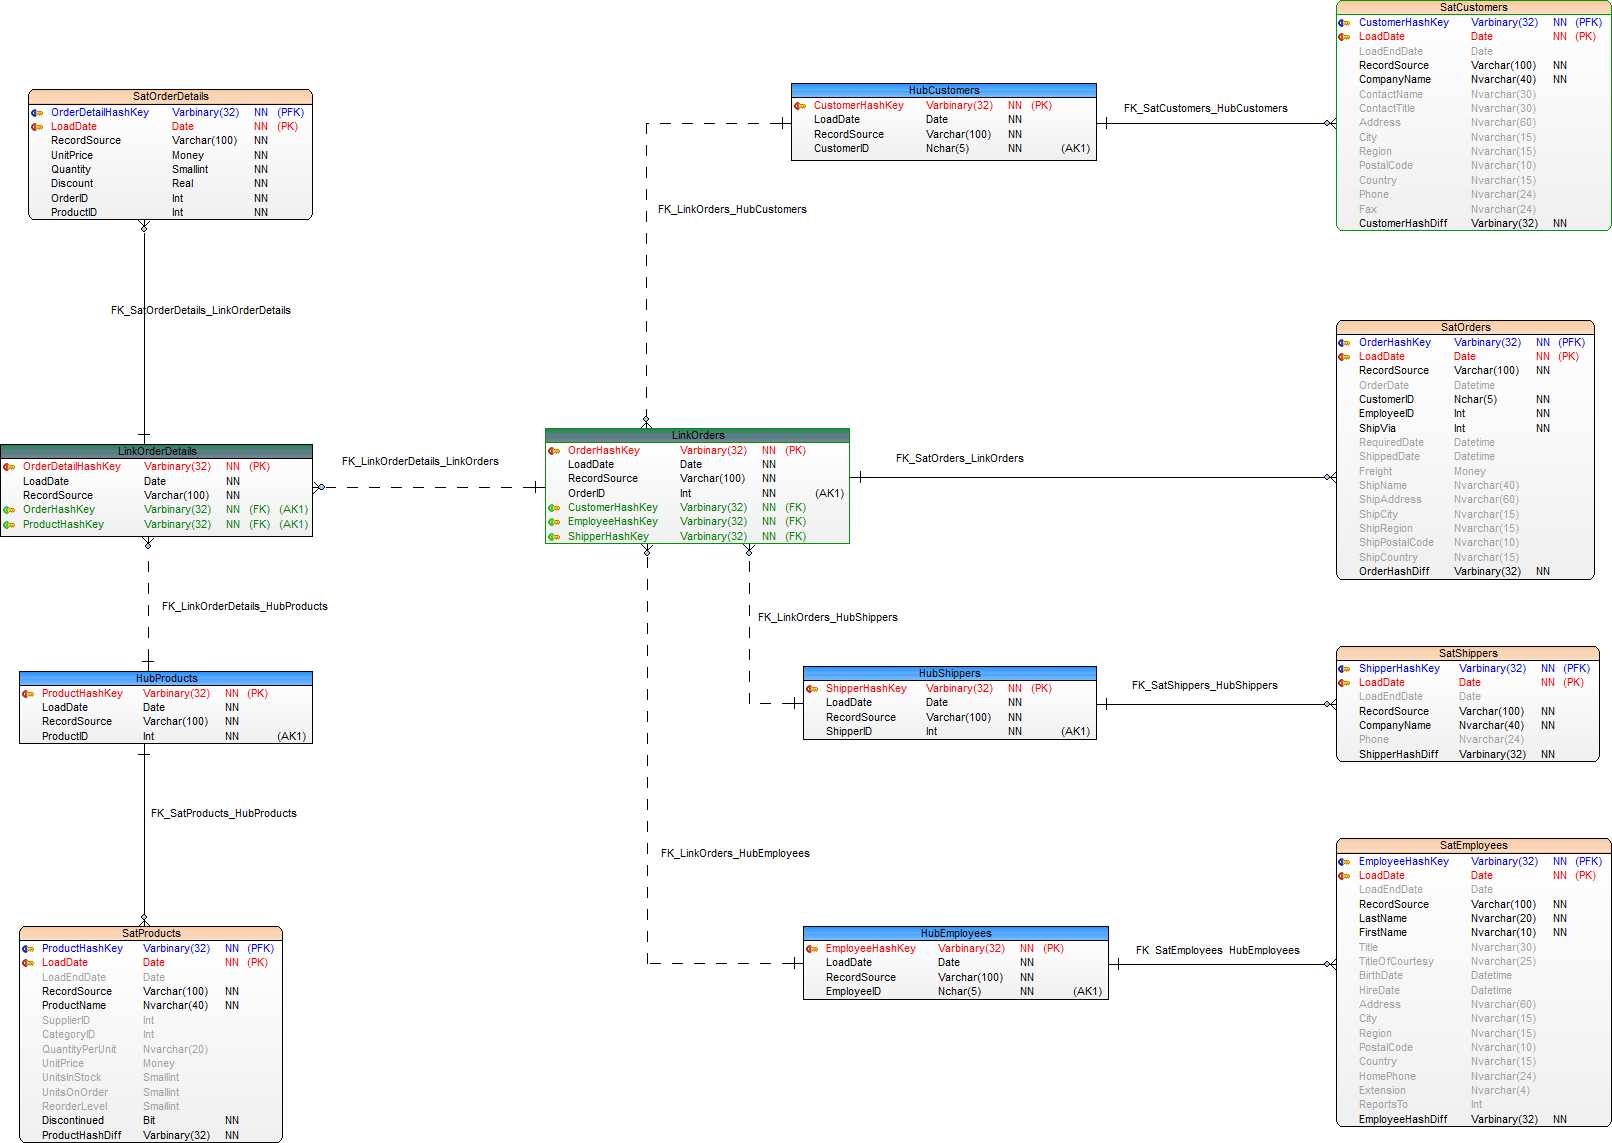 SatCustomers
CustomerHashKey Varbinary(32) NN (PFK)
LoadDate Date NN (PK)
LoadEndDate Date
RecordSource Varchar(100) NN
CompanyName Nvarchar(40) NN
ContactName Nvarchar(30)
ContactTitle Nvarchar(30)
Address Nvarchar(60)
City Nvarchar(15)
Region Nvarchar(15)
PostalCode Nvarchar(10)
Country Nvarchar(15)
Phone Nvarchar(24)
Fax Nvarchar(24)
CustomerHashDiff Varbinary(32) NN
HubCustomers
CustomerHashKey Varbinary(32) NN (PK)
LoadDate Date NN
RecordSource Varchar(100) NN
CustomerID Nchar(5) NN (AK1)
FK_SatCustomers_HubCustomers
SatOrderDetails
OrderDetailHashKey Varbinary(32) NN (PFK)
LoadDate Date NN (PK)
RecordSource Varchar(100) NN
UnitPrice Money NN
Quantity Smallint NN
Discount Real NN
OrderID Int NN
ProductID Int NN
FK_LinkOrders_HubCustomers
FK_SatOrderDetails_LinkOrderDetails
SatOrders
OrderHashKey Varbinary(32) NN (PFK)
LoadDate Date NN (PK)
RecordSource Varchar(100) NN
OrderDate Datetime
CustomerID Nchar(5) NN
EmployeeID Int NN
ShipVia Int NN
RequiredDate Datetime
ShippedDate Datetime
Freight Money
ShipName Nvarchar(40)
ShipAddress Nvarchar(60)
ShipCity Nvarchar(15)
ShipRegion Nvarchar(15)
ShipPostalCode Nvarchar(10)
ShipCountry Nvarchar(15)
OrderHashDiff Varbinary(32) NN
LinkOrderDetails
OrderDetailHashKey Varbinary(32) NN (PK)
LoadDate Date NN
RecordSource Varchar(100) NN
OrderHashKey Varbinary(32) NN (FK) (AK1)
ProductHashKey Varbinary(32) NN (FK) (AK1)
FK_LinkOrderDetails_LinkOrders
LinkOrders
OrderHashKey Varbinary(32) NN (PK)
LoadDate Date NN
RecordSource Varchar(100) NN
OrderID Int NN (AK1)
CustomerHashKey Varbinary(32) NN (FK)
EmployeeHashKey Varbinary(32) NN (FK)
ShipperHashKey Varbinary(32) NN (FK)
FK_SatOrders_LinkOrders
FK_LinkOrderDetails_HubProducts
FK_LinkOrders_HubShippers
HubProducts
ProductHashKey Varbinary(32) NN (PK)
LoadDate Date NN
RecordSource Varchar(100) NN
ProductID Int NN (AK1)
HubShippers
ShipperHashKey Varbinary(32) NN (PK)
LoadDate Date NN
RecordSource Varchar(100) NN
ShipperID Int NN (AK1)
FK_SatShippers_HubShippers
SatShippers
ShipperHashKey Varbinary(32) NN (PFK)
LoadDate Date NN (PK)
LoadEndDate Date
RecordSource Varchar(100) NN
CompanyName Nvarchar(40) NN
Phone Nvarchar(24)
ShipperHashDiff Varbinary(32) NN
FK_SatProducts_HubProducts
FK_LinkOrders_HubEmployees
SatProducts
ProductHashKey Varbinary(32) NN (PFK)
LoadDate Date NN (PK)
LoadEndDate Date
RecordSource Varchar(100) NN
ProductName Nvarchar(40) NN
SupplierID Int
CategoryID Int
QuantityPerUnit Nvarchar(20)
UnitPrice Money
UnitsInStock Smallint
UnitsOnOrder Smallint
ReorderLevel Smallint
Discontinued Bit NN
ProductHashDiff Varbinary(32) NN
HubEmployees
EmployeeHashKey Varbinary(32) NN (PK)
LoadDate Date NN
RecordSource Varchar(100) NN
EmployeeID Nchar(5) NN (AK1)
FK_SatEmployees_HubEmployees
SatEmployees
EmployeeHashKey Varbinary(32) NN (PFK)
LoadDate Date NN (PK)
LoadEndDate Date
RecordSource Varchar(100) NN
LastName Nvarchar(20) NN
FirstName Nvarchar(10) NN
Title Nvarchar(30)
TitleOfCourtesy Nvarchar(25)
BirthDate Datetime
HireDate Datetime
Address Nvarchar(60)
City Nvarchar(15)
Region Nvarchar(15)
PostalCode Nvarchar(10)
Country Nvarchar(15)
HomePhone Nvarchar(24)
Extension Nvarchar(4)
ReportsTo Int
EmployeeHashDiff Varbinary(32) NN